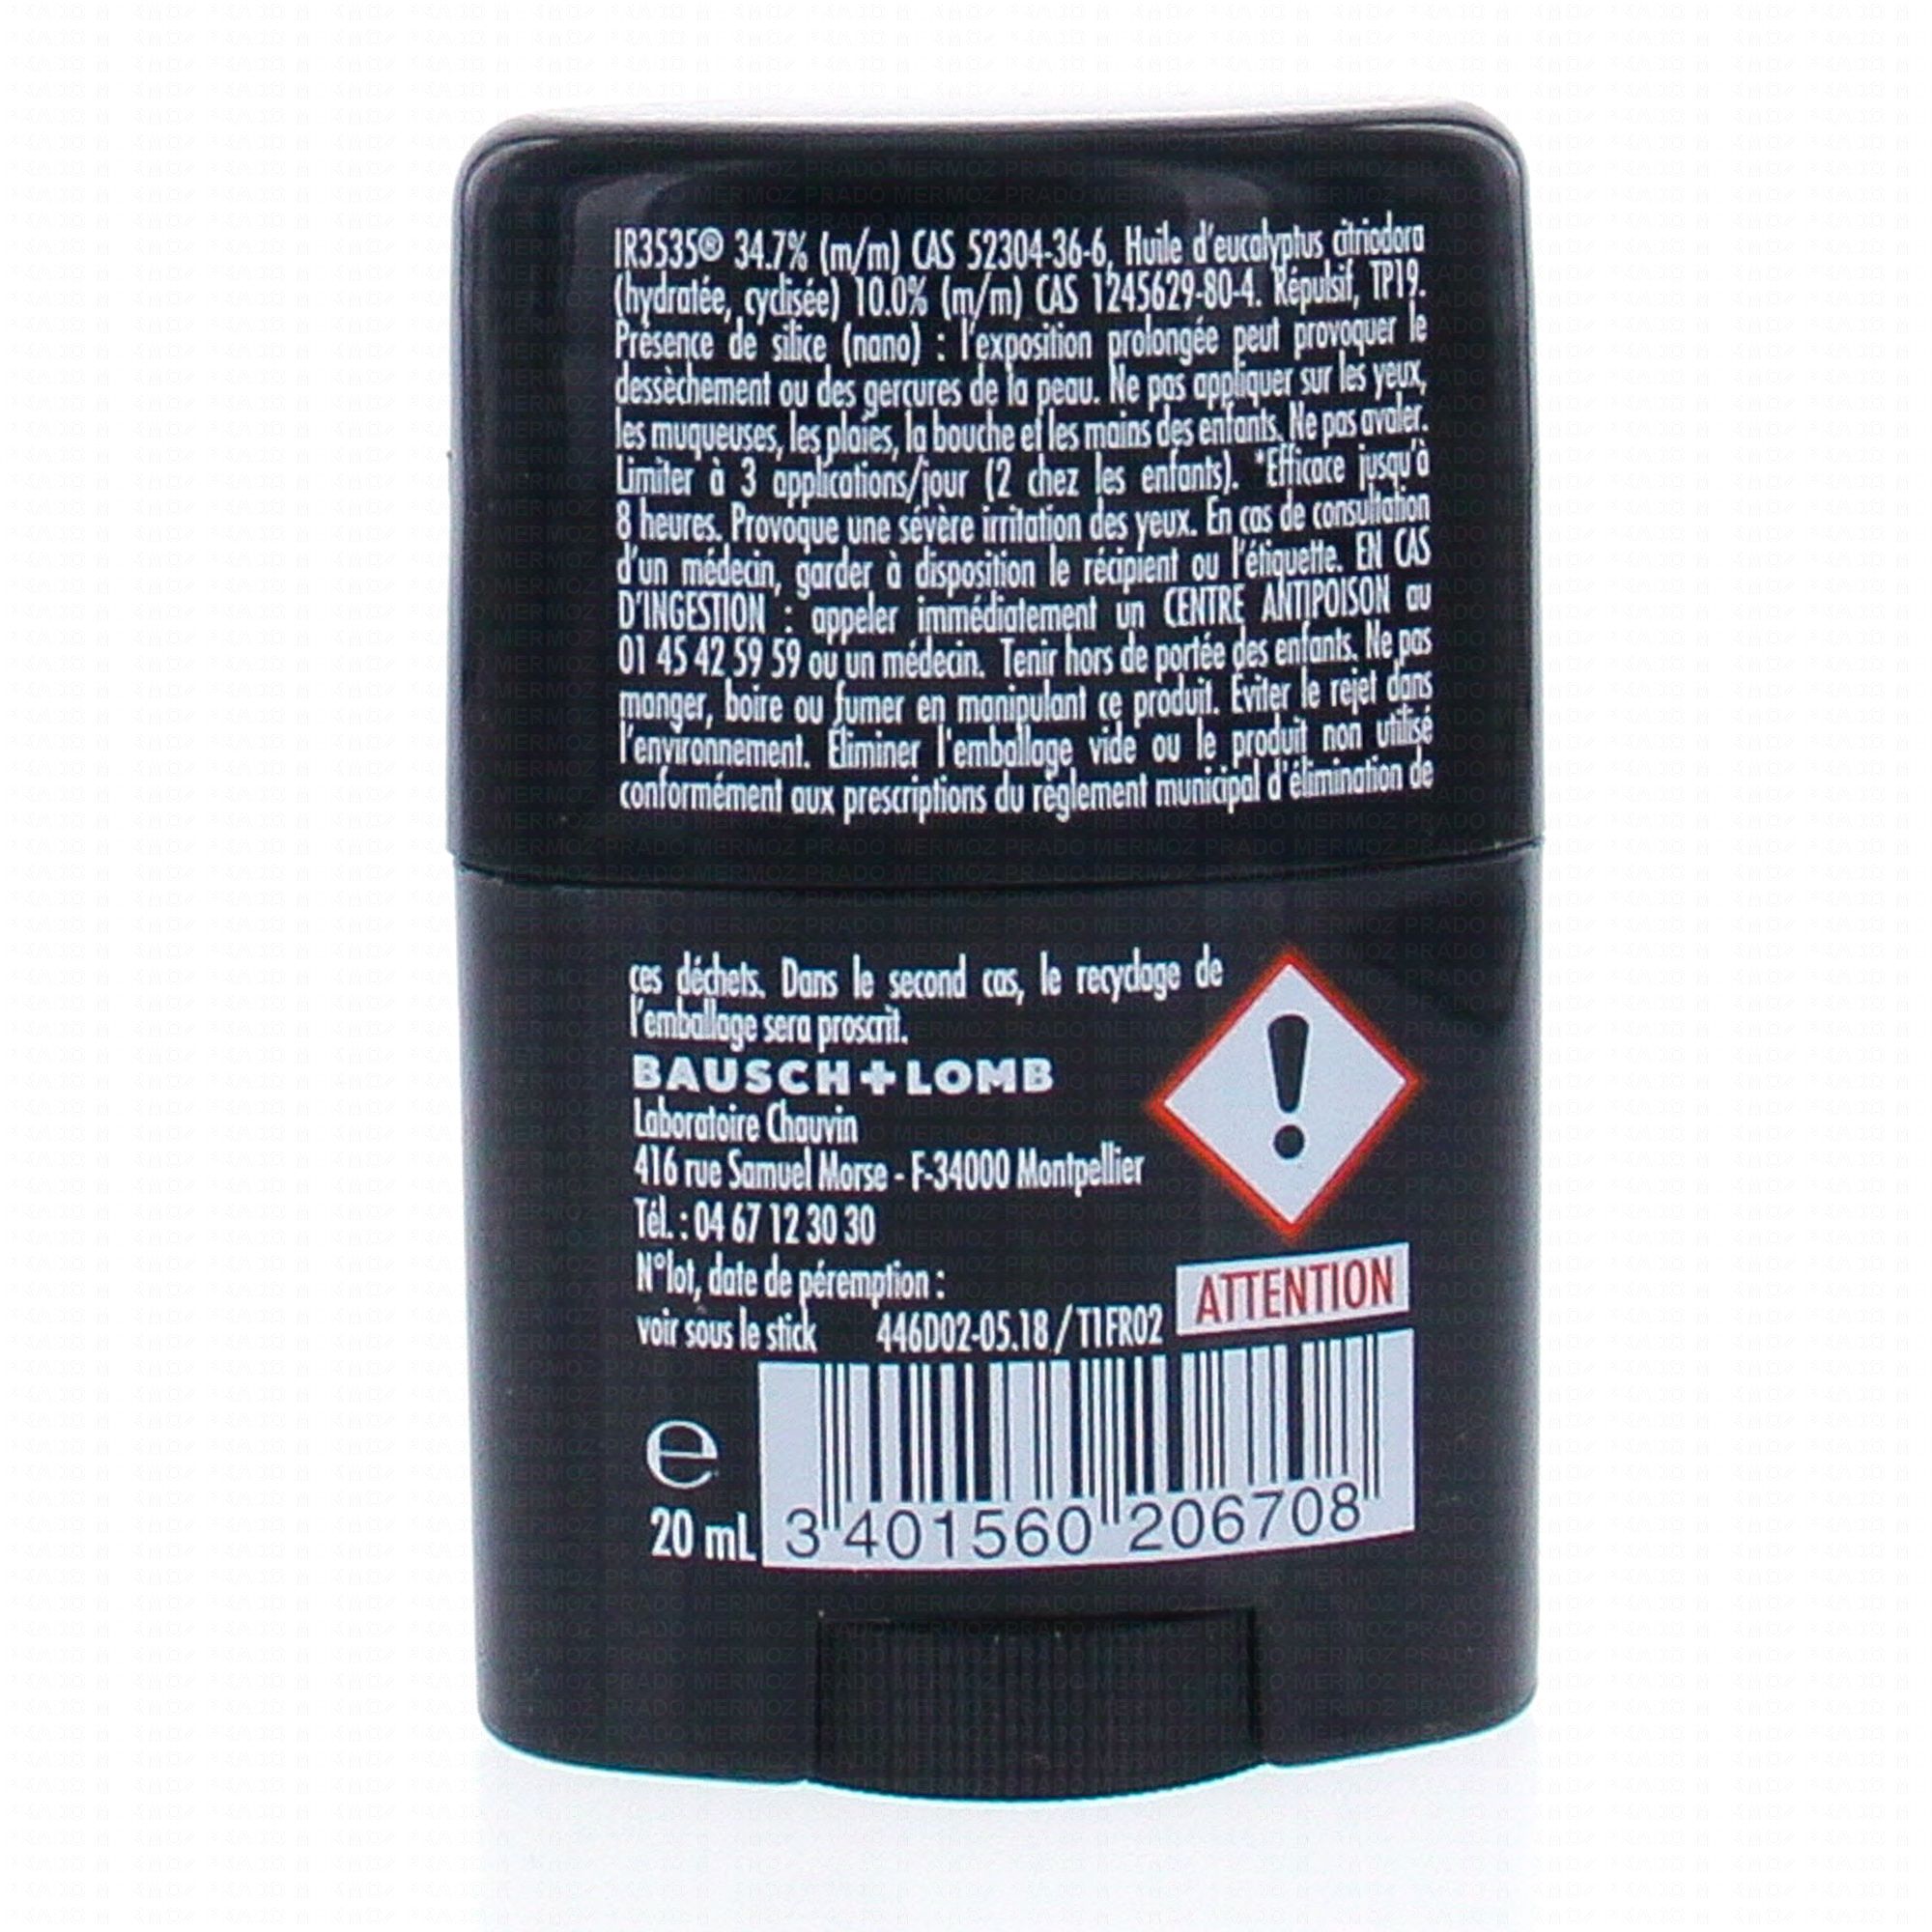 IR3535® 34.7% (m/m) CAS 52304-36-6, Huile d'eucalyptus citriodora
(hydratée, cyclisée) 10.0% (m/m) CAS 1245629-80-4. Répulsif, TP19.
Présence de silice (nano) : l'exposition prolongée peut provoquer le
dessèchement ou des gerçures de la peau. Ne pas appliquer sur les yeux,
les muqueuses, les plaies, la bouche et les mains des enfants. Ne pas avaler.
Limiter à 3 applications/jour (2 chez les enfants). *Efficace jusqu'à
8 heures. Provoque une sévère irritation des yeux. En cas de consultation
d'un médecin, garder à disposition le récipient ou l'étiquette. EN CAS
D'INGESTION : appeler immédiatement un CENTRE ANTIPOISON au
01 45 42 59 59 ou un médecin. Tenir hors de portée des enfants. Ne pas
manger, boire ou fumer en manipulant ce produit. Éviter le rejet dans
l'environnement. Éliminer l'emballage vide ou le produit non utilisé
conformément aux prescriptions du règlement municipal d'élimination de
ces déchets. Dans le second cas, le recyclage de
l'emballage sera proscrit.
BAUSCH + LOMB
Laboratoire Chauvin
416 rue Samuel Morse - F-34000 Montpellier
Tél. : 04 67 12 30 30
N°lot, date de péremption :
voir sous le stick 446D02-05.18 / T1FR02
ATTENTION
e
20 mL
3 401560 206708
MERMOZ PRADO